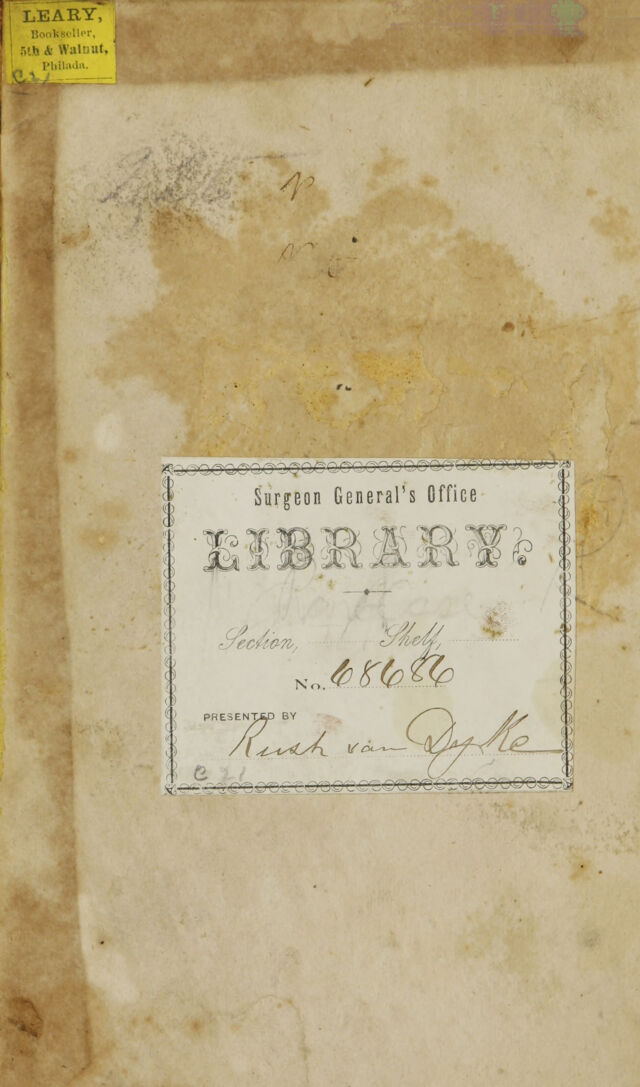 LEARY,
Bookseller,
5th & Walnut,
Philada.
Surgeon General's Office
LIBRARY.
Section, Shelf,
No. 68686
PRESENTED BY
Rush van Dyke